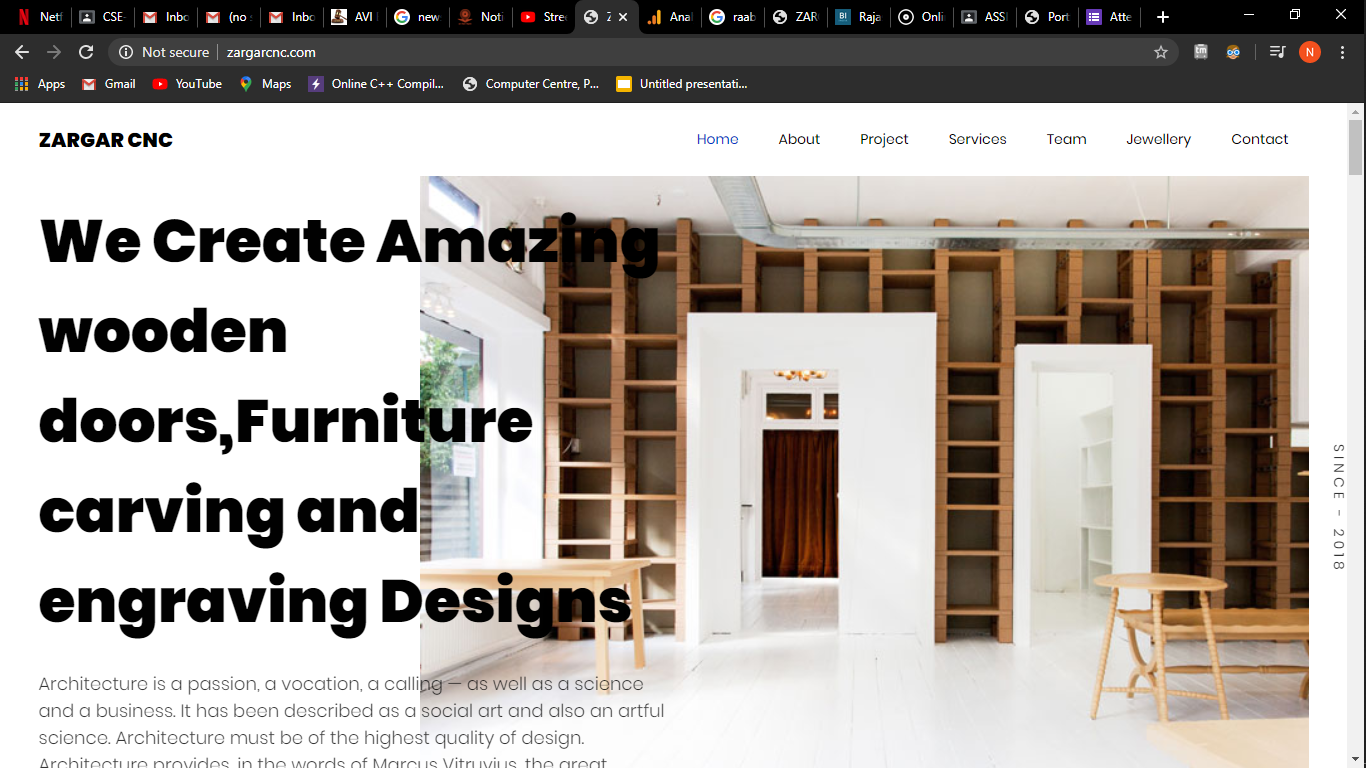 Netf
CSE-
Inbo
(no s
Inbo
AVI
new
Noti
Stree
Z
Anal
raab
ZAR
BI
Raja
Onli
ASSI
Port
Atte
Not secure
zargarcnc.com
tm
N
Apps
Gmail
YouTube
Maps
Online C++ Compil...
Computer Centre, P...
Untitled presentati...
ZARGAR CNC
Home
About
Project
Services
Team
Jewellery
Contact
We Create Amazing
wooden
doors,Furniture
carving and
engraving Designs
SINCE - 2018
Architecture is a passion, a vocation, a calling — as well as a science
and a business. It has been described as a social art and also an artful
science. Architecture must be of the highest quality of design.
Architecture provides, in the words of Marcus Vitruvius, the great